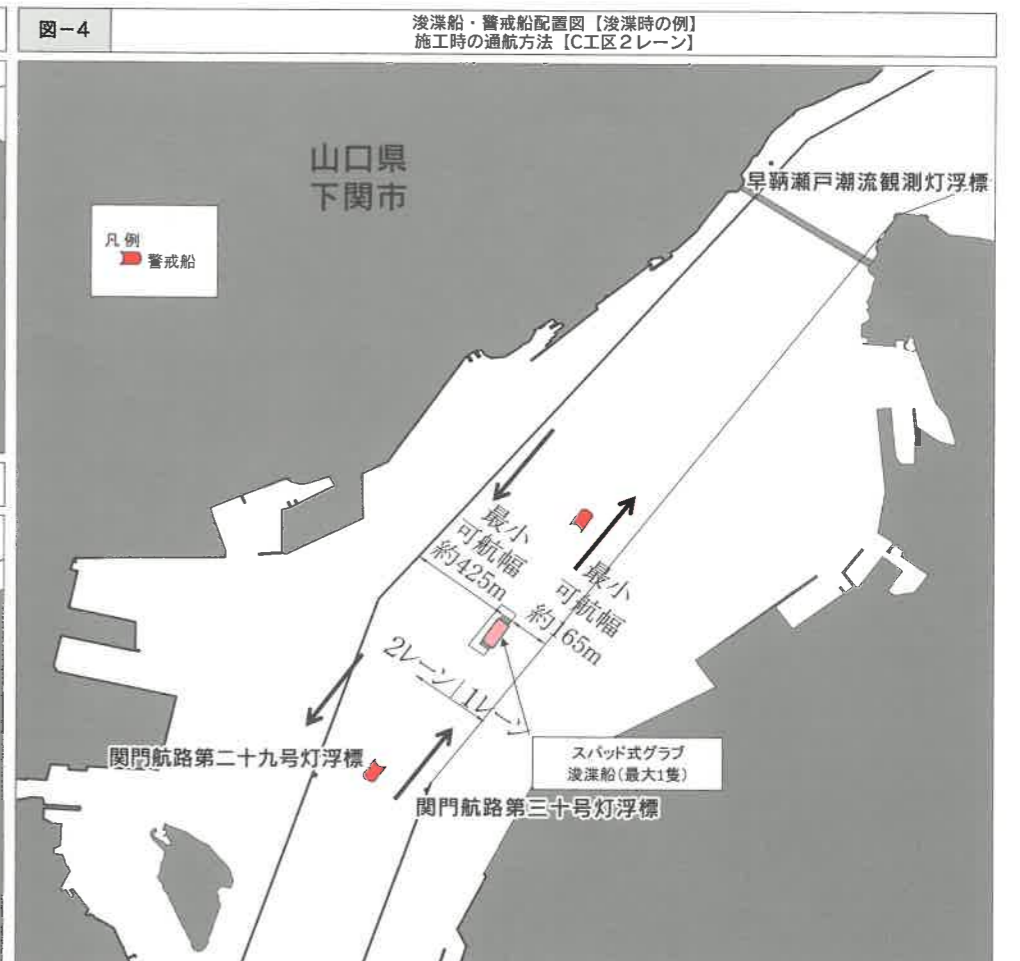 図-4
浚渫船・警戒船配置図【浚渫時の例】
施工時の通航方法【C工区2レーン】
山口県
下関市
早鞆瀬戸潮流観測灯浮標
凡例
警戒船
最小
可航幅
約425m
最小
可航幅
約165m
2レーン
1レーン
関門航路第二十九号灯浮標
スパッド式グラブ
浚渫船(最大1隻)
関門航路第三十号灯浮標